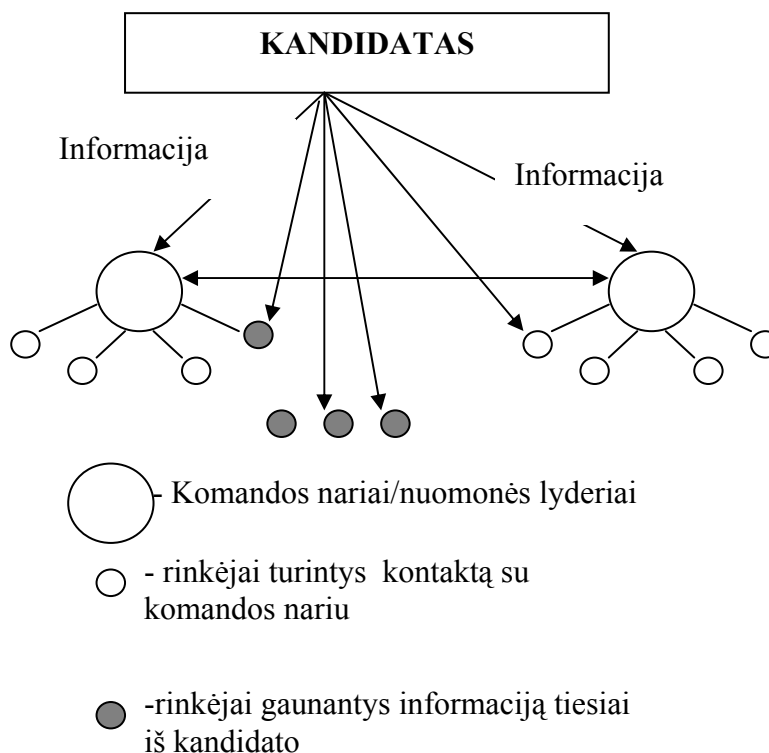 KANDIDATAS
Informacija
Informacija
- Komandos nariai/nuomonės lyderiai
- rinkėjai turintys kontaktą su
komandos nariu
-rinkėjai gaunantys informaciją tiesiai
iš kandidato